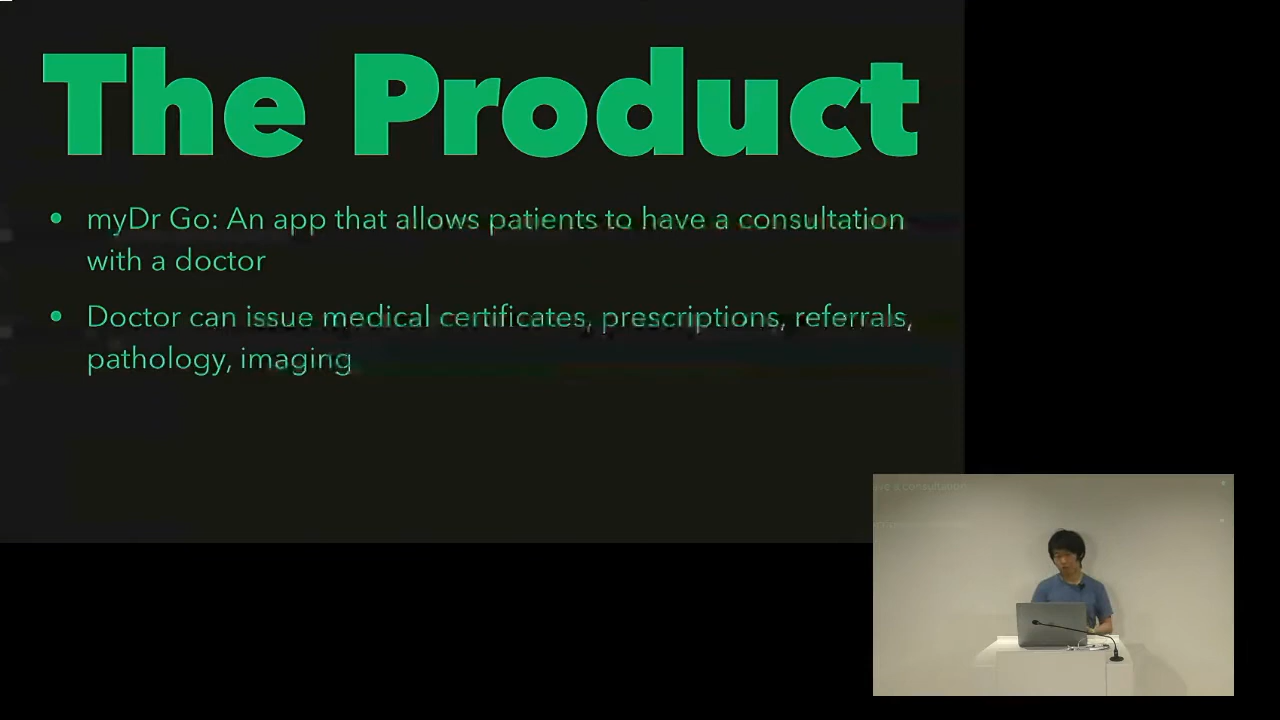 The Product
• myDr Go: An app that allows patients to have a consultation
with a doctor
• Doctor can issue medical certificates, prescriptions, referrals,
pathology, imaging
a consultation